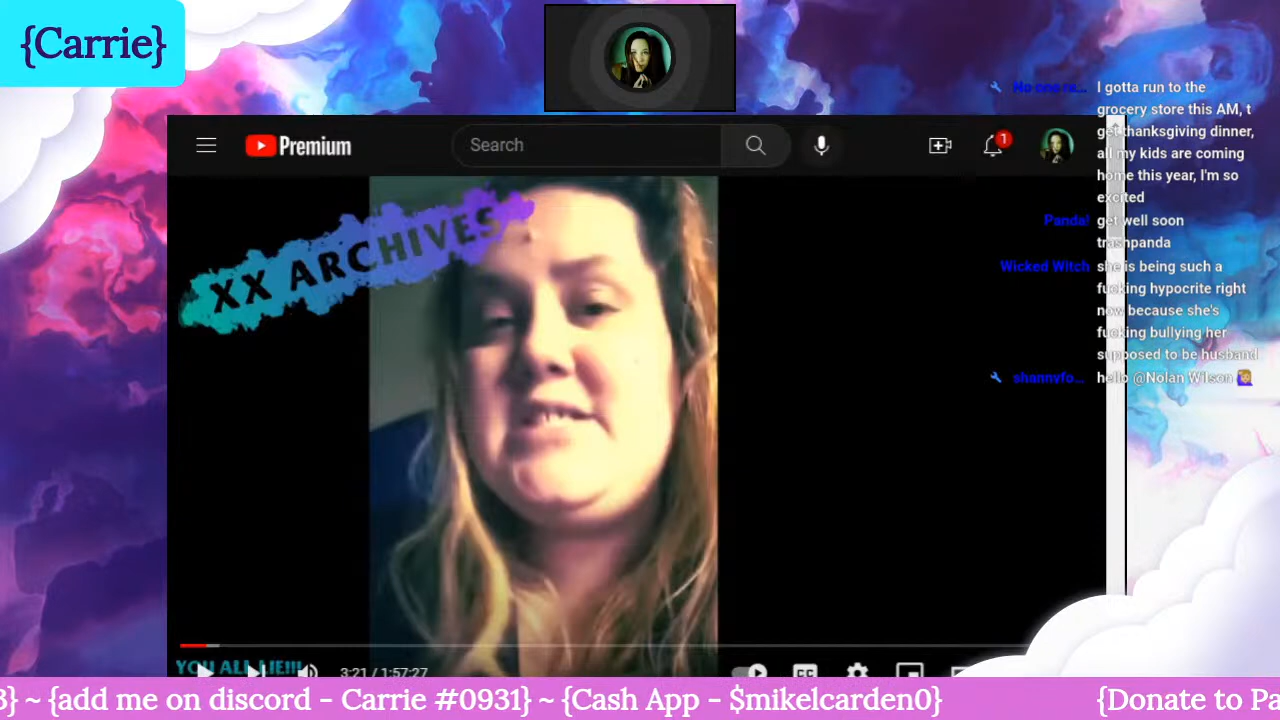 {Carrie}
Premium
Search
1
I gotta run to the
grocery store this AM, t
get thanksgiving dinner,
all my kids are coming
home this year, I'm so
excited
Panda! get well soon
trashpanda
Wicked Witch she is being such a
fucking hypocrite right
now because she's
fucking bullying her
supposed to be husband
shannyfo... hello @Nolan Wilson
XX ARCHIVES
YOU ALL LIE!!!
3:21 / 1:57:27
CC
3} ~ {add me on discord - Carrie #0931} ~ {Cash App - $mikelcarden0} {Donate to Pa